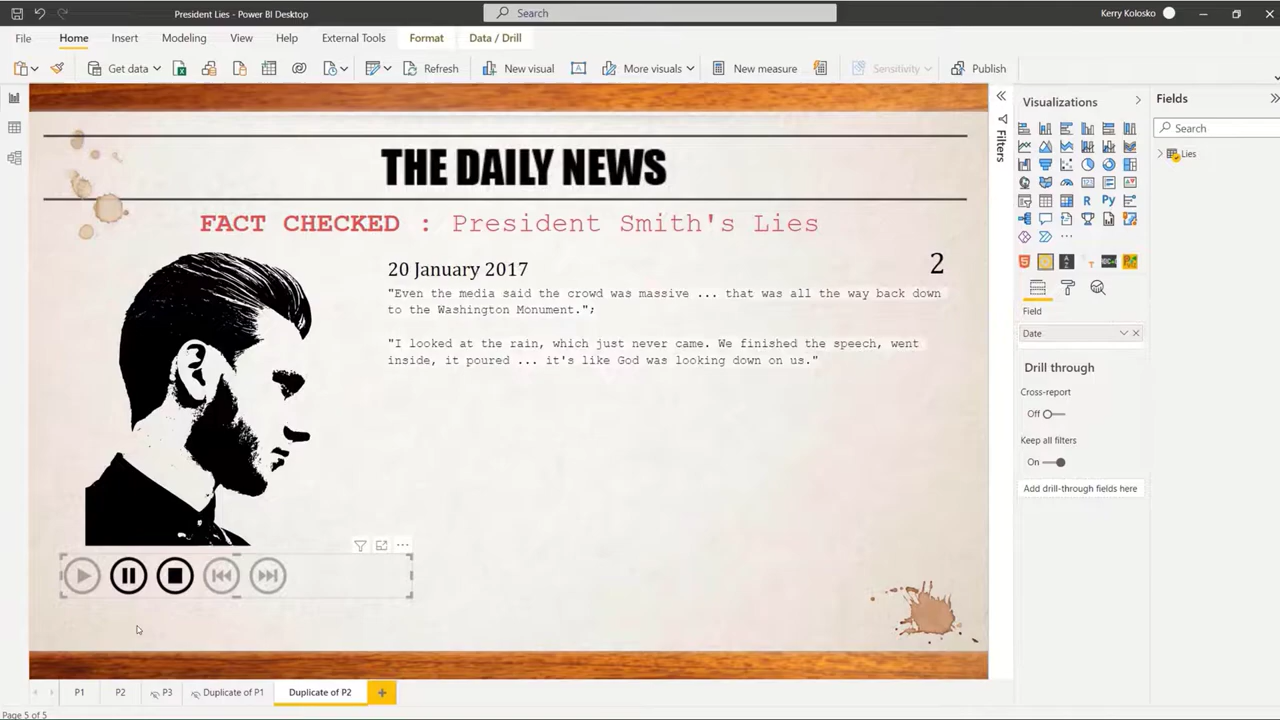 President Lies - Power BI Desktop
Search
Kerry Kolosko
File
Home
Insert
Modeling
View
Help
External Tools
Format
Data / Drill
Get data
Refresh
New visual
More visuals
New measure
Sensitivity
Publish
THE DAILY NEWS
FACT CHECKED : President Smith's Lies
20 January 2017
2
"Even the media said the crowd was massive ... that was all the way back down
to the Washington Monument.";
"I looked at the rain, which just never came. We finished the speech, went
inside, it poured ... it's like God was looking down on us."
Filters
Visualizations
R
Py
Field
Date
Drill through
Cross-report
Off
Keep all filters
On
Add drill-through fields here
Fields
Search
Lies
P1
P2
P3
Duplicate of P1
Duplicate of P2
Page 5 of 5